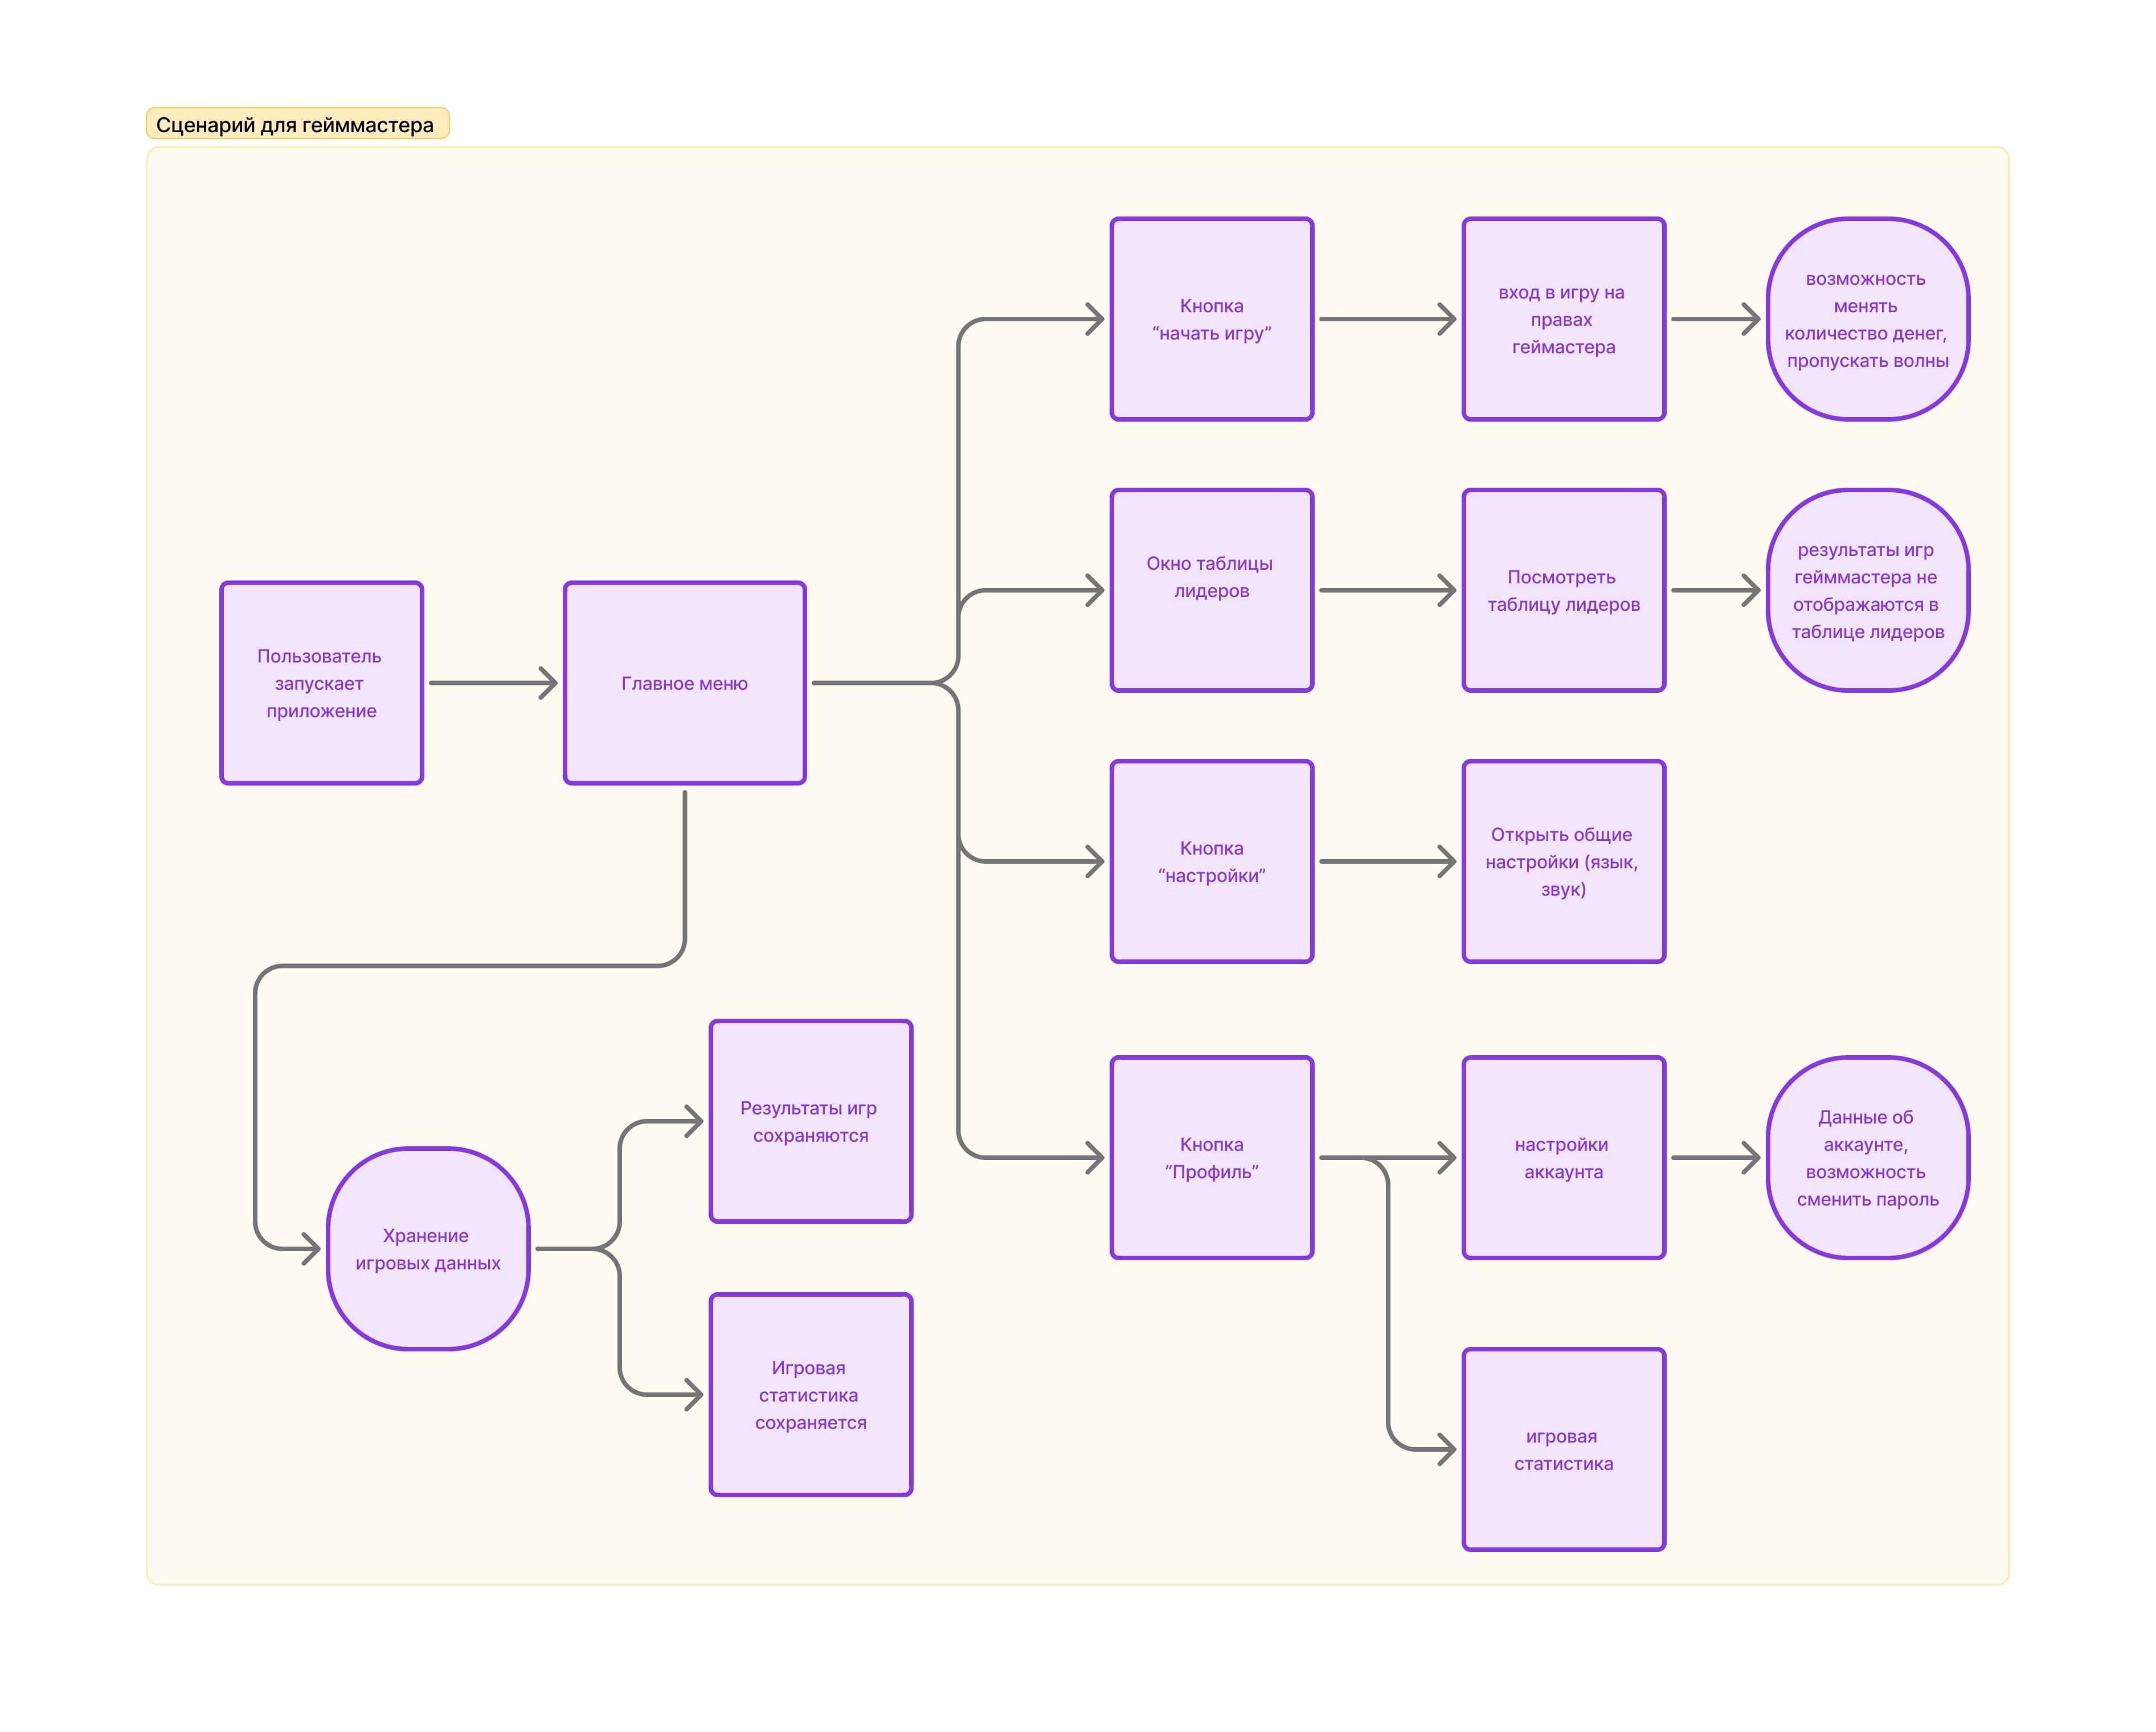 Сценарий для гейммастера
Кнопка
“начать игру”
вход в игру на
правах
геймастера
возможность
менять
количество денег,
пропускать волны
Окно таблицы
лидеров
Посмотреть
таблицу лидеров
результаты игр
гейммастера не
отображаются в
таблице лидеров
Пользователь
запускает
приложение
Главное меню
Кнопка
“настройки”
Открыть общие
настройки (язык,
звук)
Результаты игр
сохраняются
Кнопка
”Профиль”
настройки
аккаунта
Данные об
аккаунте,
возможность
сменить пароль
Хранение
игровых данных
Игровая
статистика
сохраняется
игровая
статистика